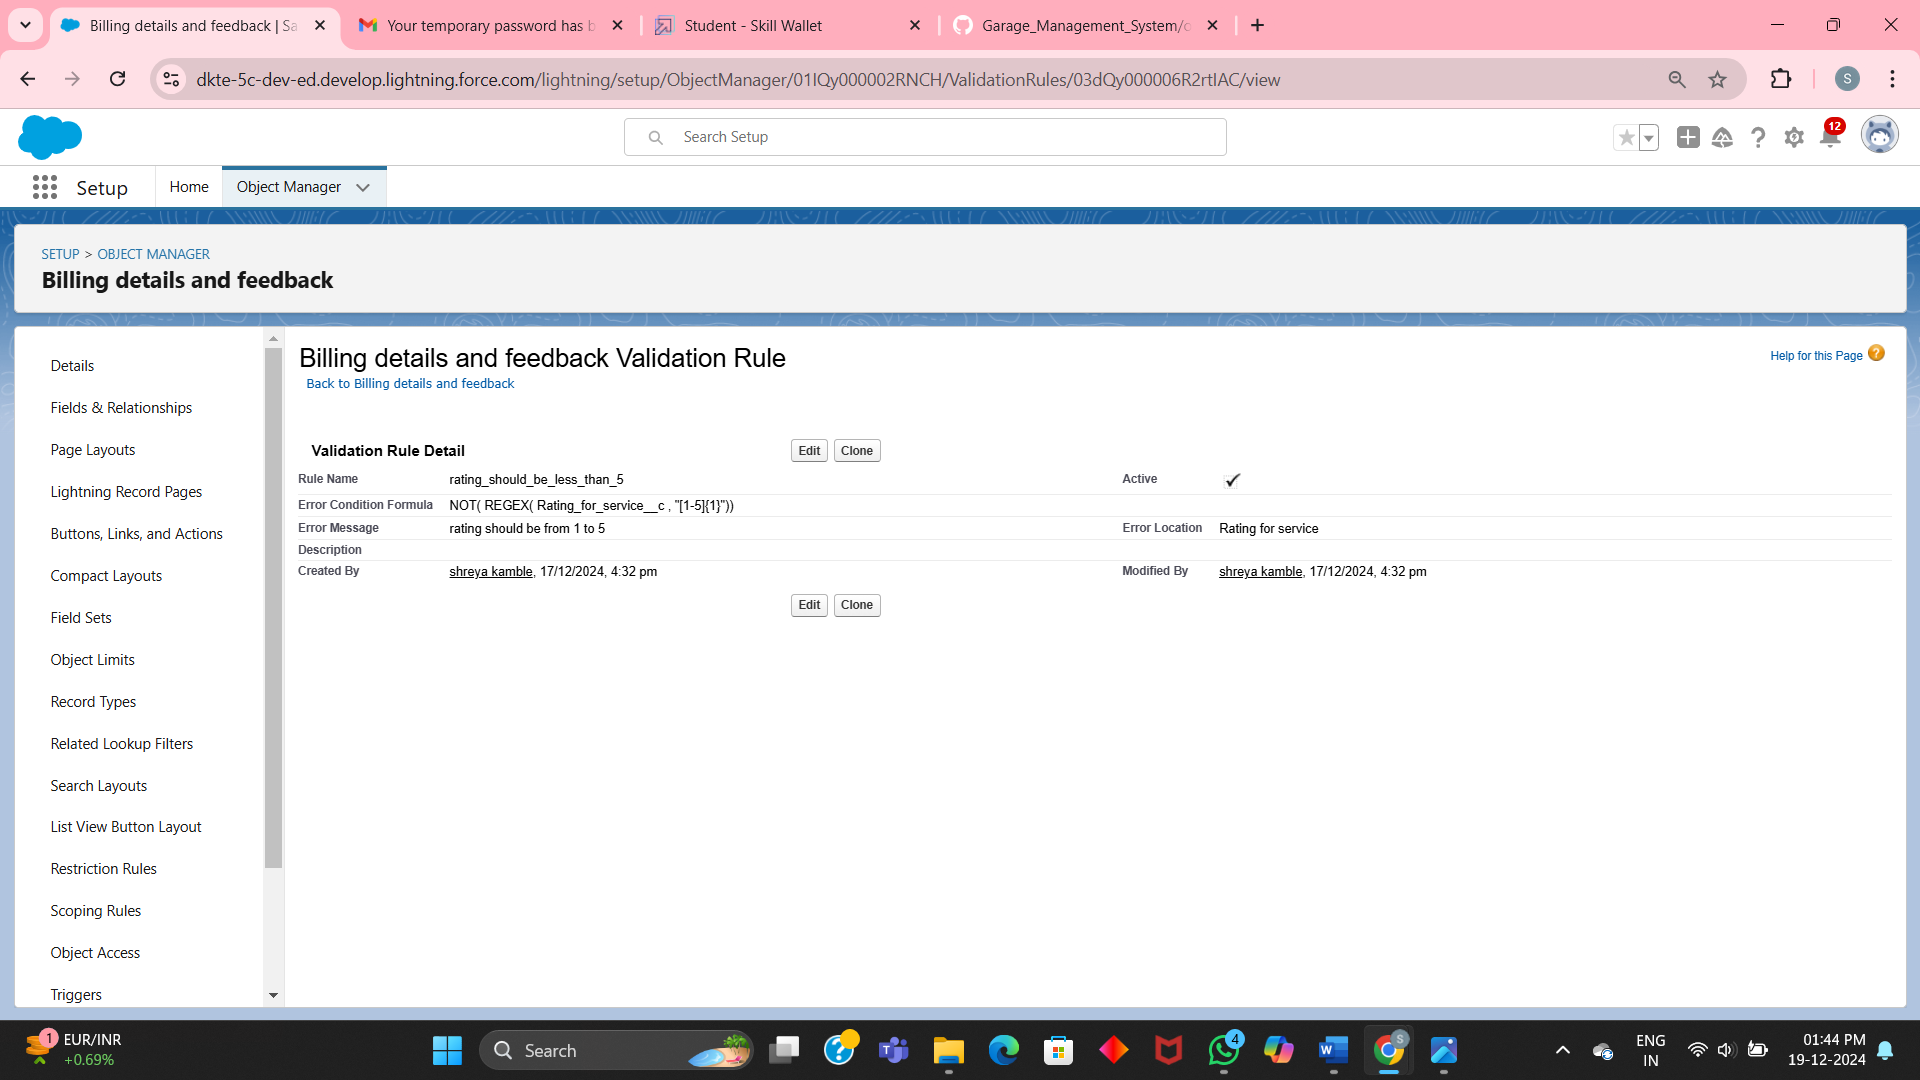 Billing details and feedback | Sa
Your temporary password has b
Student - Skill Wallet
Garage_Management_System/c
dkte-5c-dev-ed.develop.lightning.force.com/lightning/setup/ObjectManager/01IQy000002RNCH/ValidationRules/03dQy000006R2rtIAC/view
S
Search Setup
12
Setup
Home
Object Manager
SETUP > OBJECT MANAGER
Billing details and feedback
Details
Fields & Relationships
Page Layouts
Lightning Record Pages
Buttons, Links, and Actions
Compact Layouts
Field Sets
Object Limits
Record Types
Related Lookup Filters
Search Layouts
List View Button Layout
Restriction Rules
Scoping Rules
Object Access
Triggers
Billing details and feedback Validation Rule
Help for this Page
Back to Billing details and feedback
Validation Rule Detail
Edit
Clone
Rule Name rating_should_be_less_than_5
Active
Error Condition Formula NOT( REGEX( Rating_for_service__c , "[1-5]{1}"))
Error Message rating should be from 1 to 5
Error Location Rating for service
Description
Created By shreya kamble, 17/12/2024, 4:32 pm
Modified By shreya kamble, 17/12/2024, 4:32 pm
Edit
Clone
1
EUR/INR
+0.69%
Search
4
S
ENG
IN
01:44 PM
19-12-2024